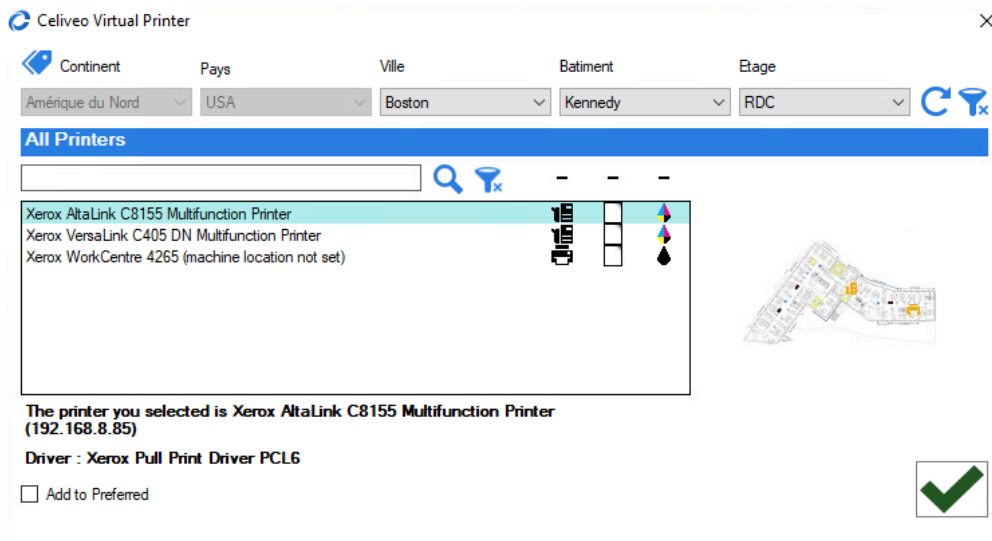 Celiveo Virtual Printer
Continent
Pays
Ville
Batiment
Etage
Amérique du Nord
USA
Boston
Kennedy
RDC
All Printers
Xerox AltaLink C8155 Multifunction Printer
Xerox VersaLink C405 DN Multifunction Printer
Xerox WorkCentre 4265 (machine location not set)
The printer you selected is Xerox AltaLink C8155 Multifunction Printer
(192.168.8.85)
Driver : Xerox Pull Print Driver PCL6
Add to Preferred